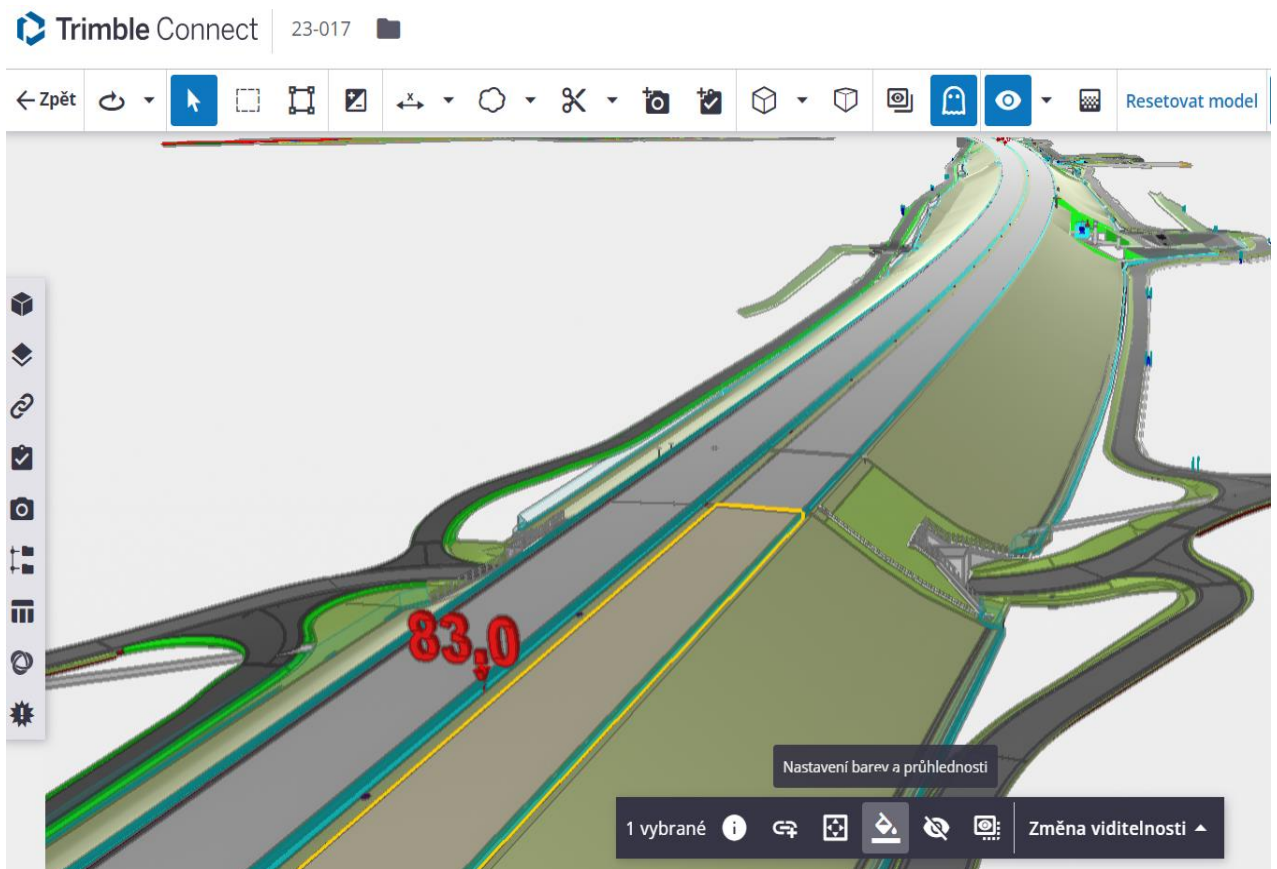 Trimble Connect 23-017
Zpět
Resetovat model
83,0
Nastavení barev a průhlednosti
1 vybrané
Změna viditelnosti